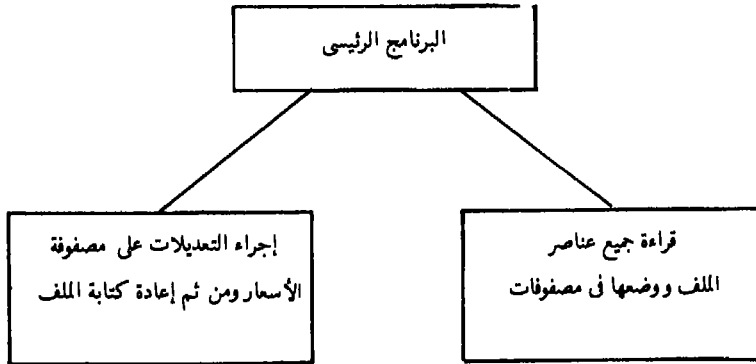 البرنامج الرئيسى
قراءة جميع عناصر
الملف ووضعها فى مصفوفات
إجراء التعديلات على مصفوفة
الأسعار ومن ثم إعادة كتابة الملف